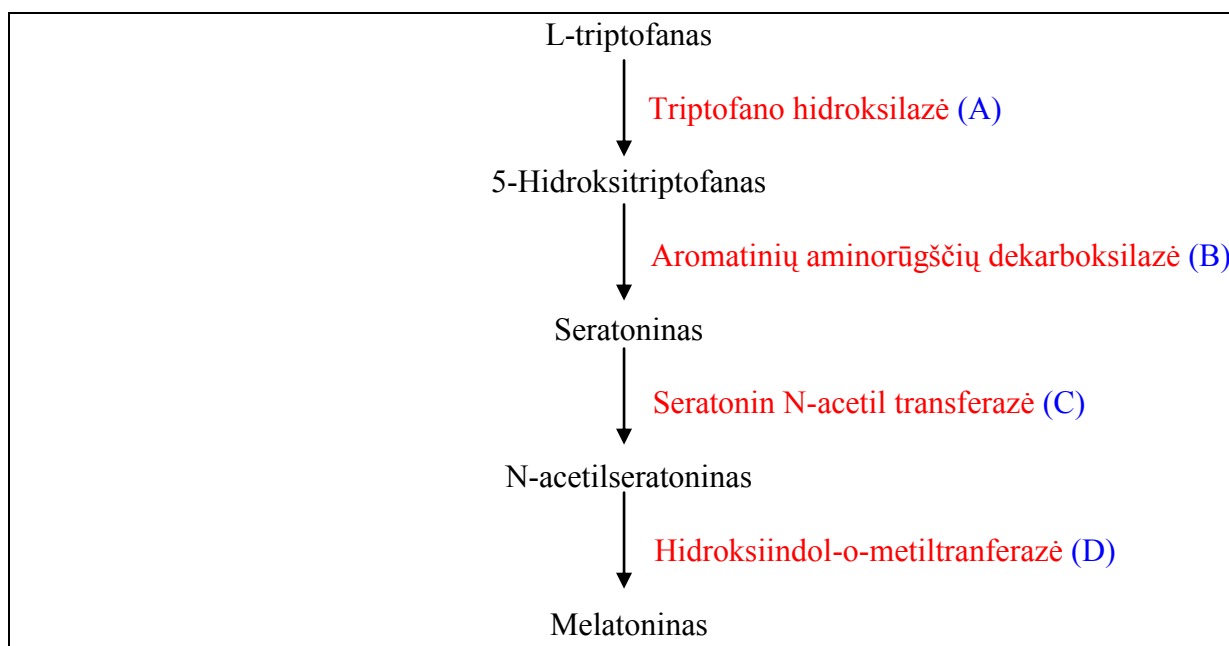 L-triptofanas
Triptofano hidroksilazė (A)
5-Hidroksitriptofanas
Aromatinių aminorūgščių dekarboksilazė (B)
Seratoninas
Seratonin N-acetil transferazė (C)
N-acetilseratoninas
Hidroksiindol-o-metiltranferazė (D)
Melatoninas